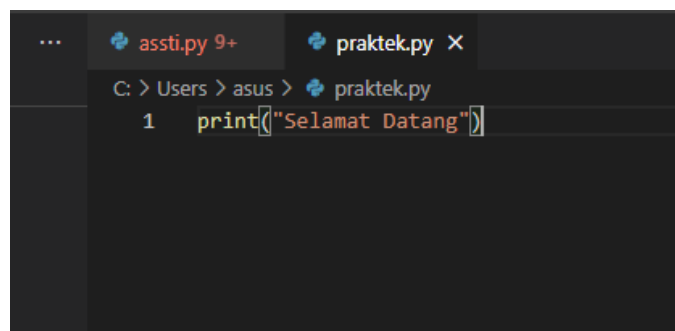 ... assti.py 9+ praktek.py ×
C: > Users > asus > praktek.py
1 print("Selamat Datang")